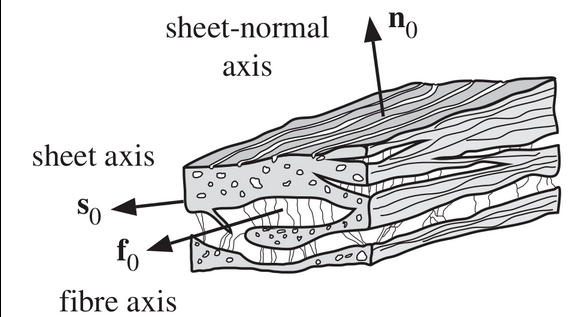 sheet-normal
axis
n0
sheet axis
s0
f0
fibre axis